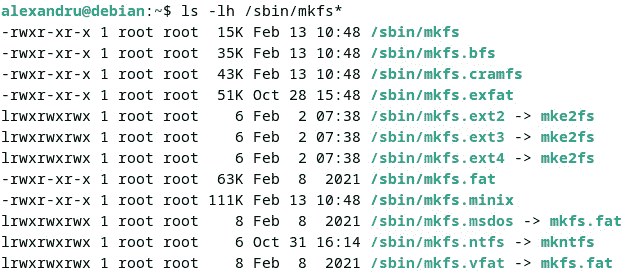 alexandru@debian:~$ ls -lh /sbin/mkfs*
-rwxr-xr-x 1 root root  15K Feb 13 10:48 /sbin/mkfs
-rwxr-xr-x 1 root root  35K Feb 13 10:48 /sbin/mkfs.bfs
-rwxr-xr-x 1 root root  43K Feb 13 10:48 /sbin/mkfs.cramfs
-rwxr-xr-x 1 root root  51K Oct 28 15:48 /sbin/mkfs.exfat
lrwxrwxrwx 1 root root    6 Feb  2 07:38 /sbin/mkfs.ext2 -> mke2fs
lrwxrwxrwx 1 root root    6 Feb  2 07:38 /sbin/mkfs.ext3 -> mke2fs
lrwxrwxrwx 1 root root    6 Feb  2 07:38 /sbin/mkfs.ext4 -> mke2fs
-rwxr-xr-x 1 root root  63K Feb  8  2021 /sbin/mkfs.fat
-rwxr-xr-x 1 root root 111K Feb 13 10:48 /sbin/mkfs.minix
lrwxrwxrwx 1 root root    8 Feb  8  2021 /sbin/mkfs.msdos -> mkfs.fat
lrwxrwxrwx 1 root root    6 Oct 31 16:14 /sbin/mkfs.ntfs -> mkntfs
lrwxrwxrwx 1 root root    8 Feb  8  2021 /sbin/mkfs.vfat -> mkfs.fat